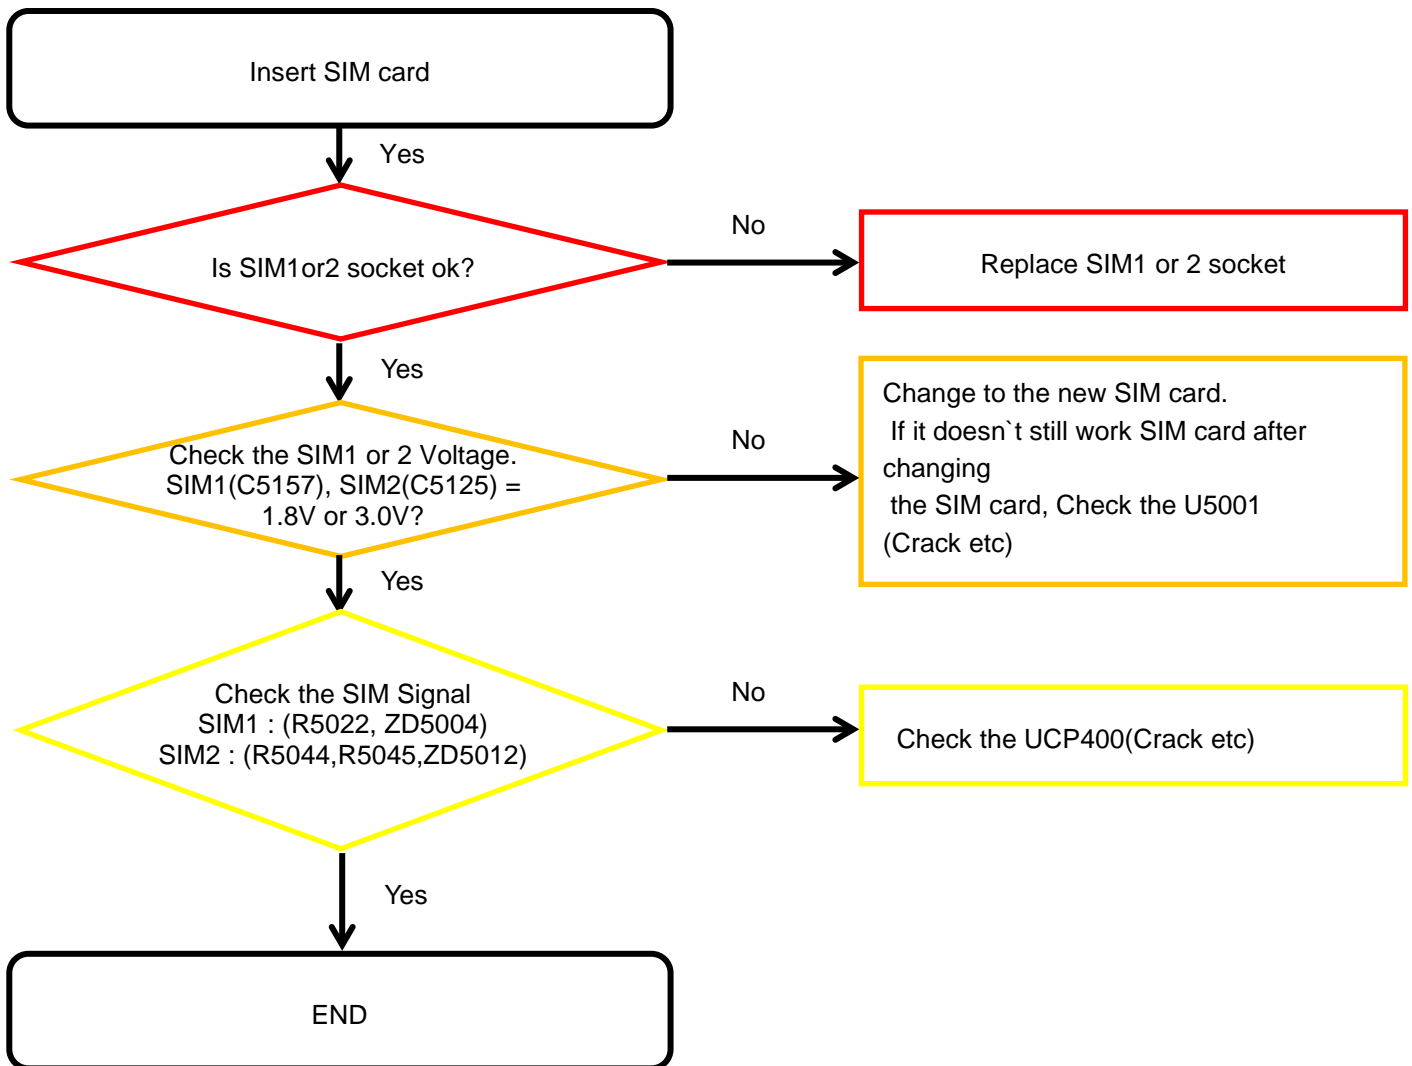 Insert SIM card
Yes
Is SIM1or2 socket ok?
No
Replace SIM1 or 2 socket
Yes
Check the SIM1 or 2 Voltage.
SIM1(C5157), SIM2(C5125) =
1.8V or 3.0V?
No
Change to the new SIM card.
If it doesn`t still work SIM card after
changing
the SIM card, Check the U5001
(Crack etc)
Yes
Check the SIM Signal
SIM1 : (R5022, ZD5004)
SIM2 : (R5044,R5045,ZD5012)
No
Check the UCP400(Crack etc)
Yes
END